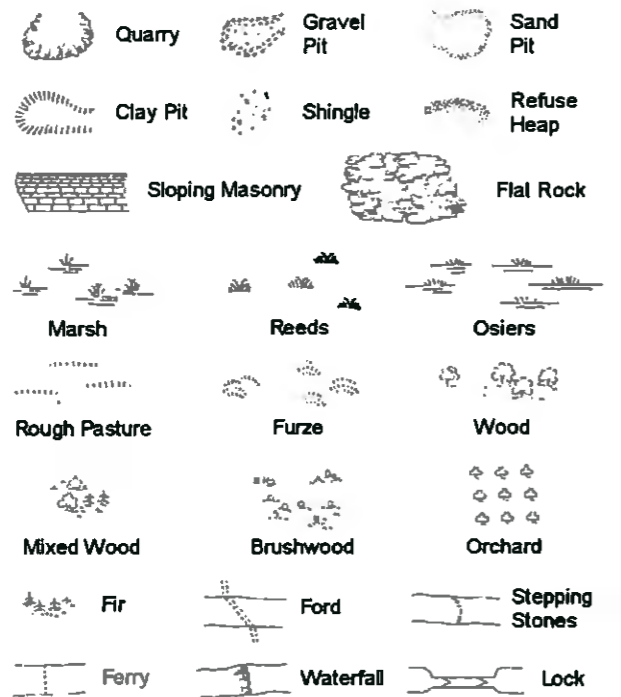 Quarry
Gravel
Pit
Sand
Pit
Clay Pit
Shingle
Refuse
Heap
Sloping Masonry
Flal Rock
Marsh
Reeds
Osiers
Rough Pasture
Furze
Wood
Mixed Wood
Brushwood
Orchard
Fir
Ford
Stepping
Stones
Ferry
Waterfall
Lock